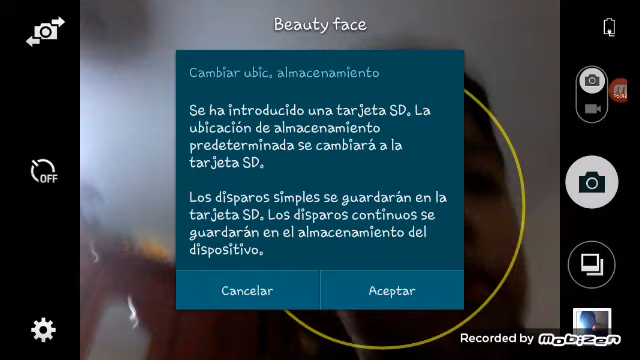 Beauty face
Cambiar ubic. almacenamiento
Se ha introducido una tarjeta SD. La
ubicación de almacenamiento
predeterminada se cambiará a la
tarjeta SD.
Los disparos simples se guardarán en la
tarjeta SD. Los disparos continuos se
guardarán en el almacenamiento del
dispositivo.
Cancelar
Aceptar
OFF
Recorded by Mobizen